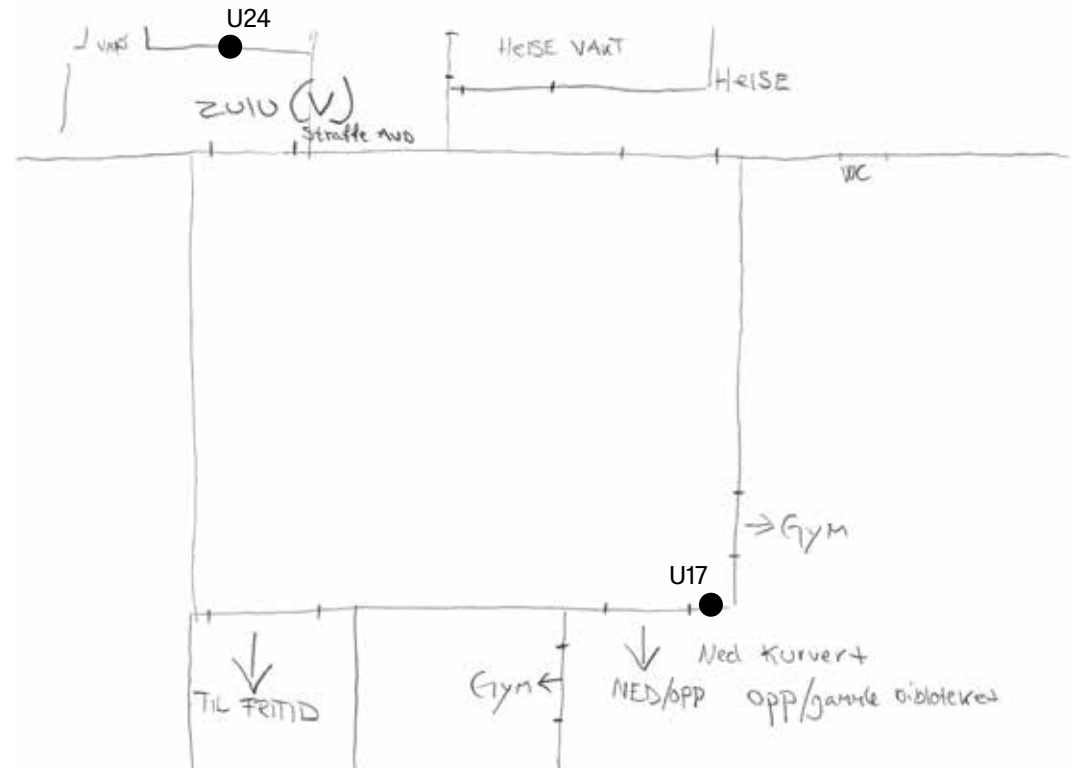 U24
VAKT
HEISE VAKT
HEISE
ZULU (V)
Straffe AVD
WC
→ Gym
U17
Ned Kurvert
Gym ←
NED/OPP
opp/gamle
TIL FRITID